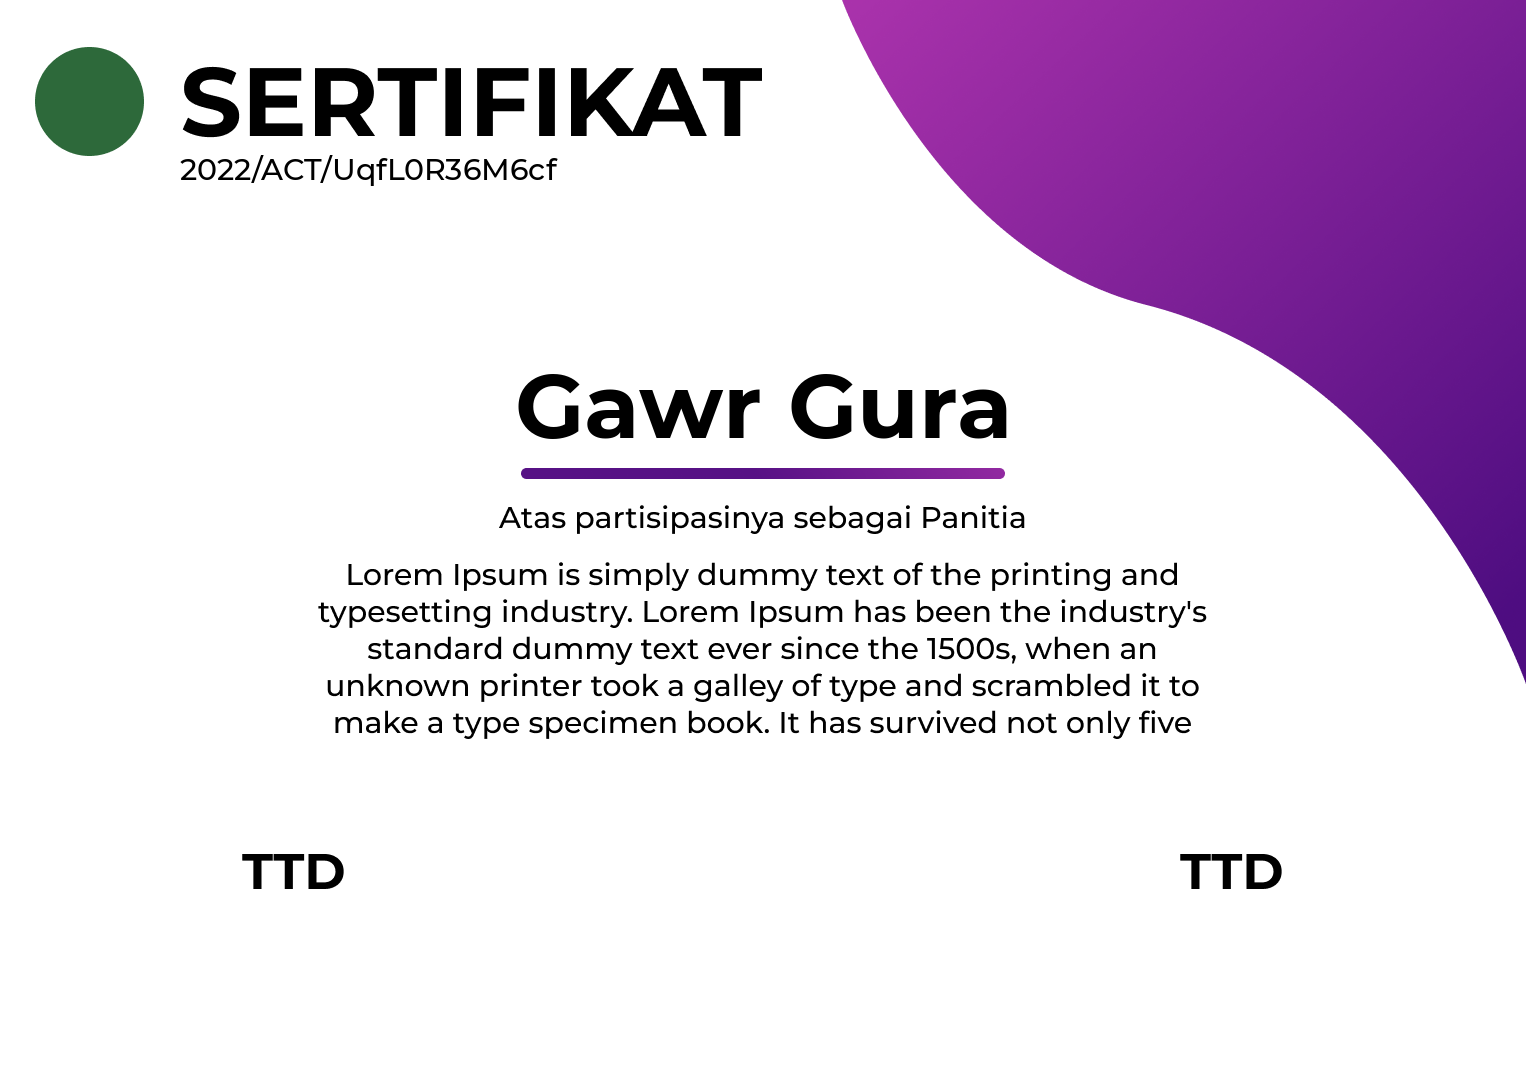 SERTIFIKAT
2022/ACT/UqfL0R36M6cf
Gawr Gura
Atas partisipasinya sebagai Panitia
Lorem Ipsum is simply dummy text of the printing and
typesetting industry. Lorem Ipsum has been the industry's
standard dummy text ever since the 1500s, when an
unknown printer took a galley of type and scrambled it to
make a type specimen book. It has survived not only five
TTD
TTD